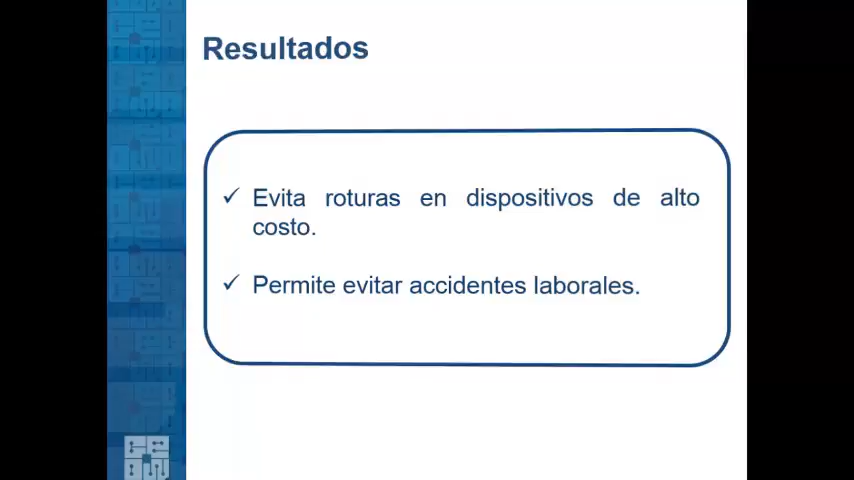 Resultados
✓ Evita roturas en dispositivos de alto
costo.
✓ Permite evitar accidentes laborales.